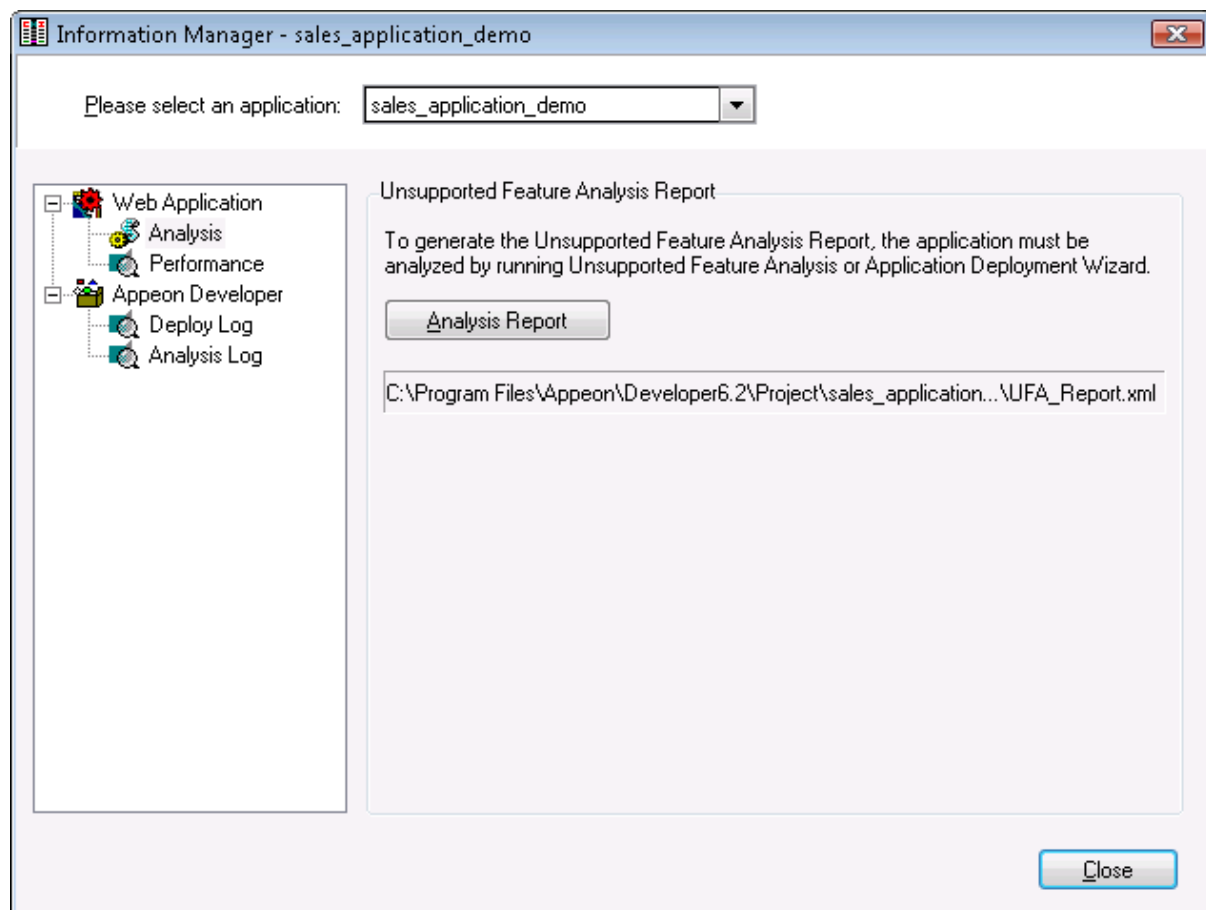 Information Manager - sales_application_demo
Please select an application:
sales_application_demo
Web Application
Analysis
Performance
Appeon Developer
Deploy Log
Analysis Log
Unsupported Feature Analysis Report
To generate the Unsupported Feature Analysis Report, the application must be
analyzed by running Unsupported Feature Analysis or Application Deployment Wizard.
Analysis Report
C:\Program Files\Appeon\Developer6.2\Project\sales_application...\UFA_Report.xml
Close